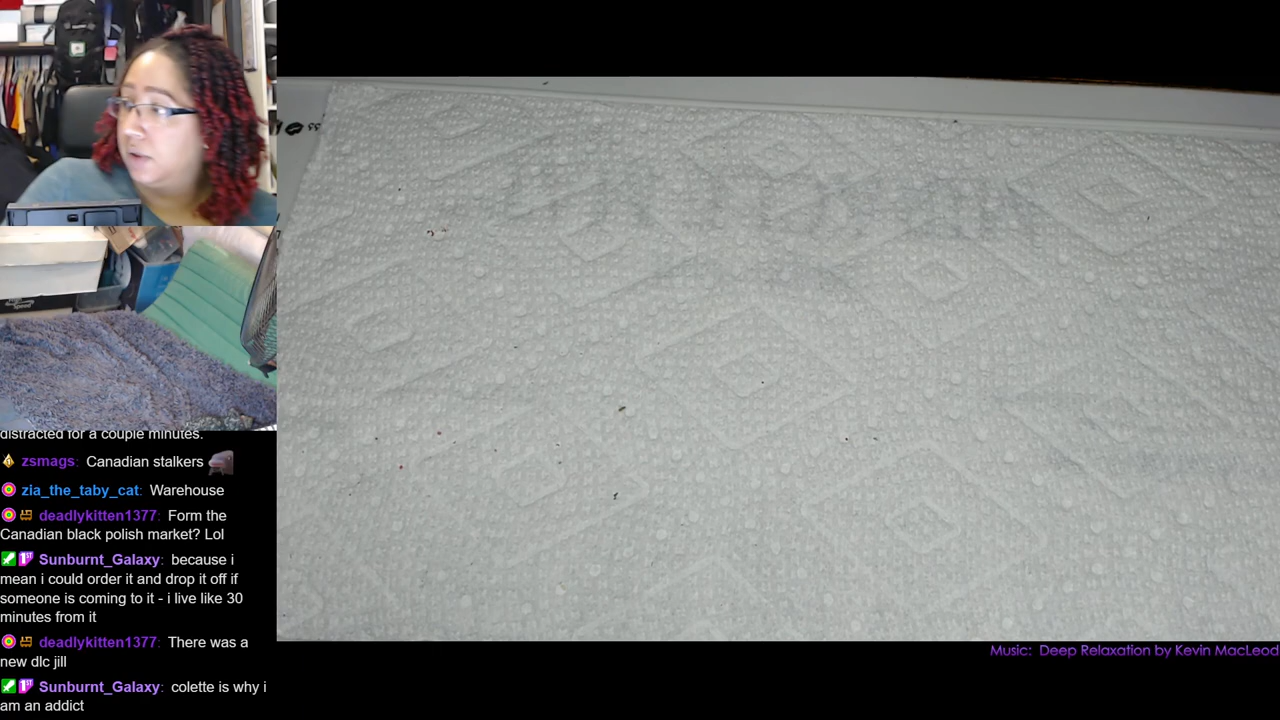 distracted for a couple minutes.
zsmags: Canadian stalkers
zia_the_taby_cat: Warehouse
deadlykitten1377: Form the
Canadian black polish market? Lol
Sunburnt_Galaxy: because i
mean i could order it and drop it off if
someone is coming to it - i live like 30
minutes from it
deadlykitten1377: There was a
new dlc jill
Sunburnt_Galaxy: colette is why i
am an addict
Music: Deep Relaxation by Kevin MacLeod